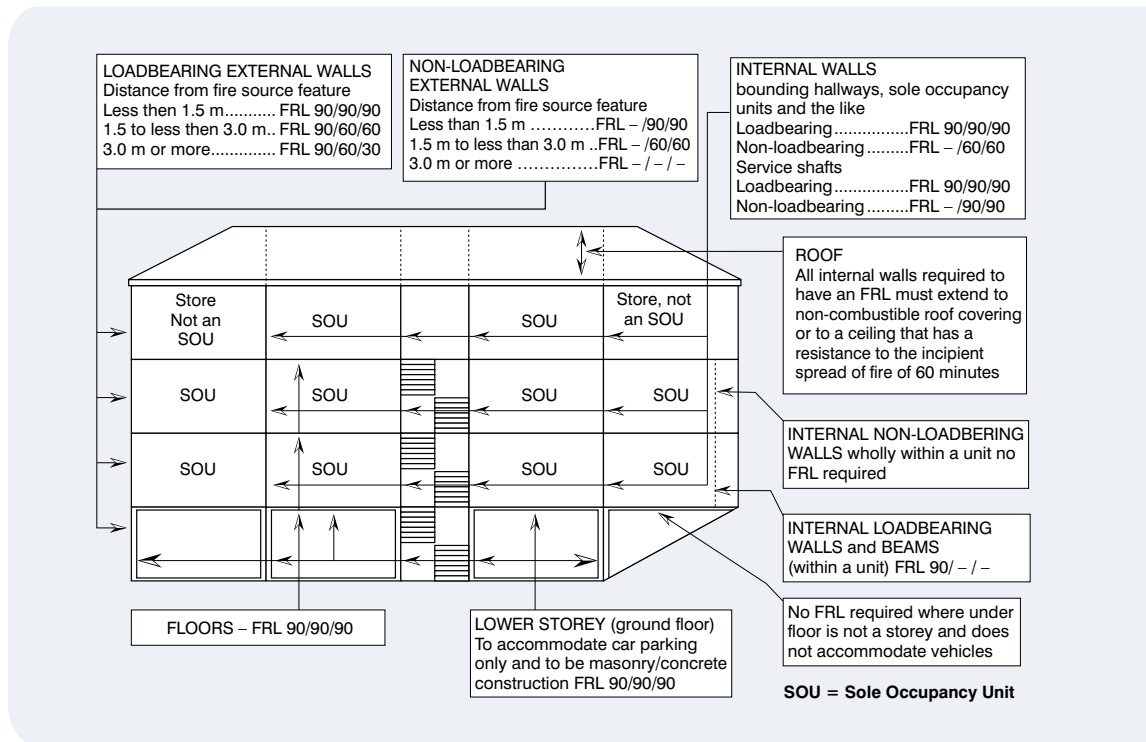 LOADBEARING EXTERNAL WALLS
Distance from fire source feature
Less then 1.5 m.......... FRL 90/90/90
1.5 to less then 3.0 m.. FRL 90/60/60
3.0 m or more............. FRL 90/60/30
NON-LOADBEARING
EXTERNAL WALLS
Distance from fire source feature
Less than 1.5 m ............FRL – /90/90
1.5 m to less than 3.0 m ..FRL – /60/60
3.0 m or more ...............FRL – / – / –
INTERNAL WALLS
bounding hallways, sole occupancy
units and the like
Loadbearing...............FRL 90/90/90
Non-loadbearing.........FRL – /60/60
Service shafts
Loadbearing...............FRL 90/90/90
Non-loadbearing.........FRL – /90/90
ROOF
All internal walls required to
have an FRL must extend to
non-combustible roof covering
or to a ceiling that has a
resistance to the incipient
spread of fire of 60 minutes
Store
Not an
SOU
SOU
SOU
Store, not
an SOU
SOU
SOU
SOU
SOU
SOU
SOU
SOU
SOU
INTERNAL NON-LOADBERING
WALLS wholly within a unit no
FRL required
INTERNAL LOADBEARING
WALLS and BEAMS
(within a unit) FRL 90/ – / –
FLOORS – FRL 90/90/90
LOWER STOREY (ground floor)
To accommodate car parking
only and to be masonry/concrete
construction FRL 90/90/90
No FRL required where under
floor is not a storey and does
not accommodate vehicles
SOU = Sole Occupancy Unit